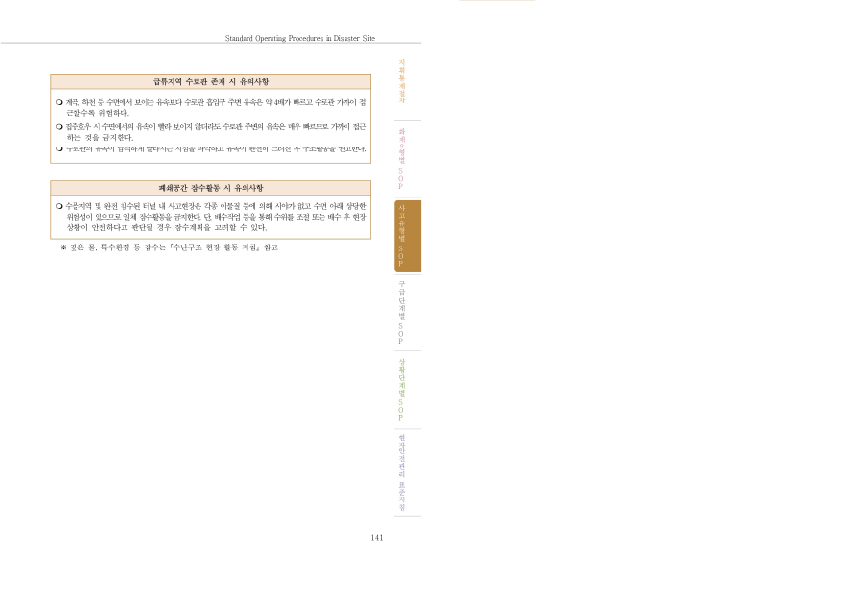 Standard Operating Procedures in Disaster Site
급류지역 수로관 존재 시 유의사항
❍ 계곡, 하천 등 수면에서 보이는 유속보다 수로관 흡입구 주변 유속은 약 4배가 빠르고 수로관 가까이 접
근할수록 위험하다.
❍ 집중호우 시 수면에서의 유속이 빨라 보이지 않더라도 수로관 주변의 유속은 매우 빠르므로 가까이 접근
하는 것을 금지한다.
폐쇄공간 잠수활동 시 유의사항
❍ 수몰지역 및 완전 침수된 터널 내 사고현장은 각종 이물질 등에 의해 시야가 없고 수면 아래 상당한
위험성이 있으므로 일체 잠수활동을 금지한다. 단, 배수작업 등을 통해 수위를 조절 또는 배수 후 현장
상황이 안전하다고 판단될 경우 잠수계획을 고려할 수 있다.
※ 깊은 물, 특수환경 등 잠수는 『수난구조 현장 활동 지침』 참고
지휘통제절차
화재유형별 SOP
사고유형별 SOP
구급단계별 SOP
상황단계별 SOP
현장안전관리 표준지침
141